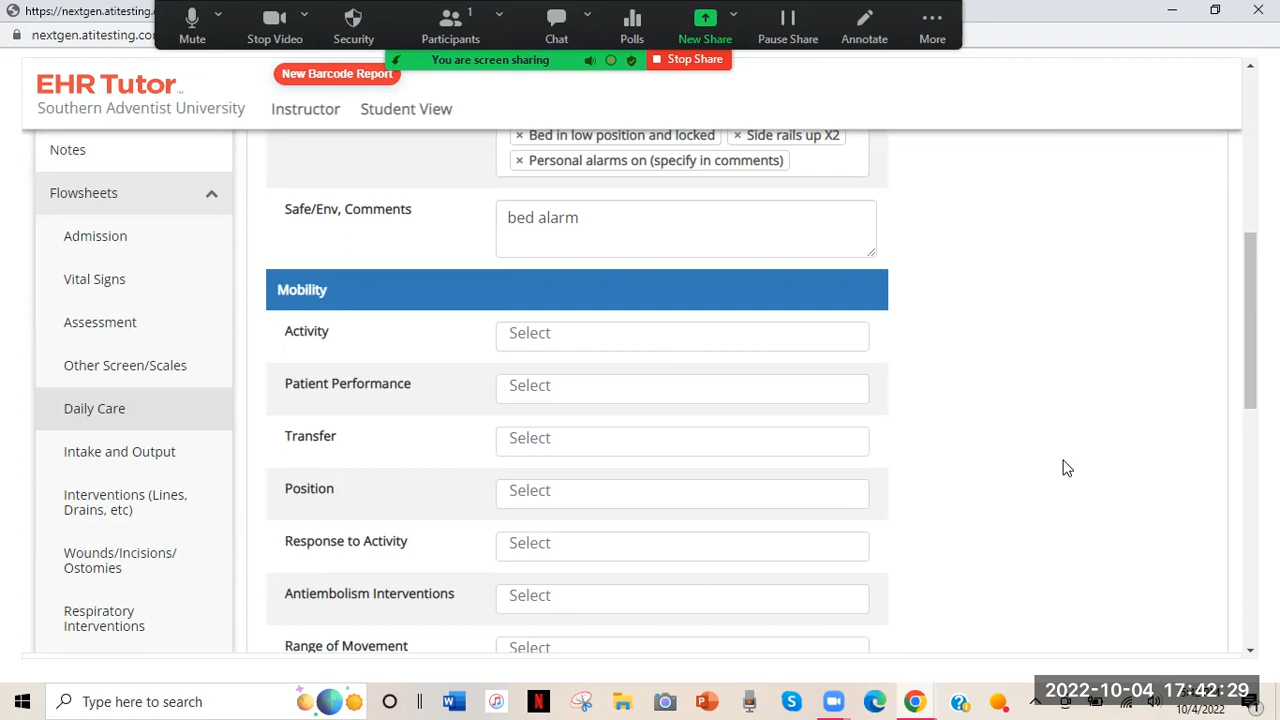 https://nextgen.atitesting.
nextgen.atitesting.co
Mute
Stop Video
Security
1
Participants
Chat
Polls
New Share
Pause Share
Annotate
More
You are screen sharing
Stop Share
EHR Tutor
Southern Adventist University
New Barcode Report
Instructor
Student View
Notes
Flowsheets
Admission
Vital Signs
Assessment
Other Screen/Scales
Daily Care
Intake and Output
Interventions (Lines,
Drains, etc)
Wounds/Incisions/
Ostomies
Respiratory
Interventions
× Bed in low position and locked × Side rails up X2
× Personal alarms on (specify in comments)
Safe/Env, Comments bed alarm
Mobility
Activity Select
Patient Performance Select
Transfer Select
Position Select
Response to Activity Select
Antiembolism Interventions Select
Range of Movement Select
Type here to search
2022-10-04 17:42:29
10/4/2022